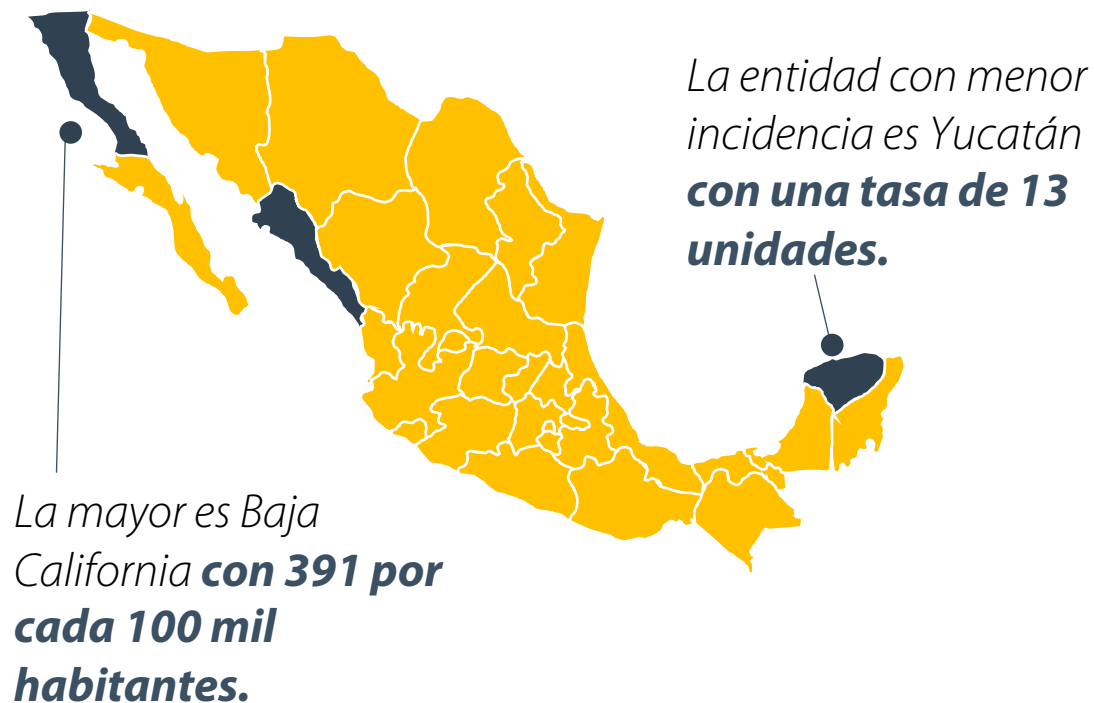 La entidad con menor
incidencia es Yucatán
con una tasa de 13
unidades.
La mayor es Baja
California con 391 por
cada 100 mil
habitantes.